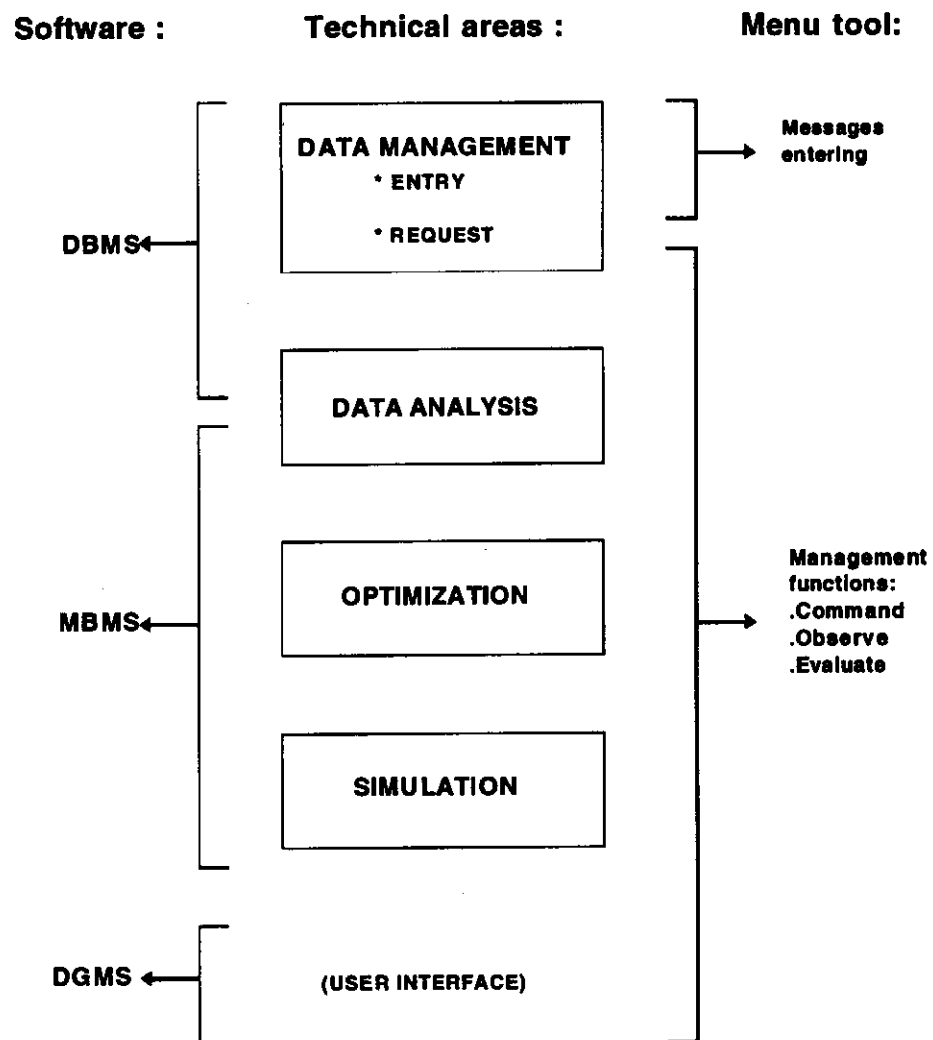 Software :
Technical areas :
Menu tool:
DATA MANAGEMENT
* ENTRY
* REQUEST
Messages
entering
DBMS
DATA ANALYSIS
OPTIMIZATION
MBMS
Management
functions:
.Command
.Observe
.Evaluate
SIMULATION
DGMS
(USER INTERFACE)